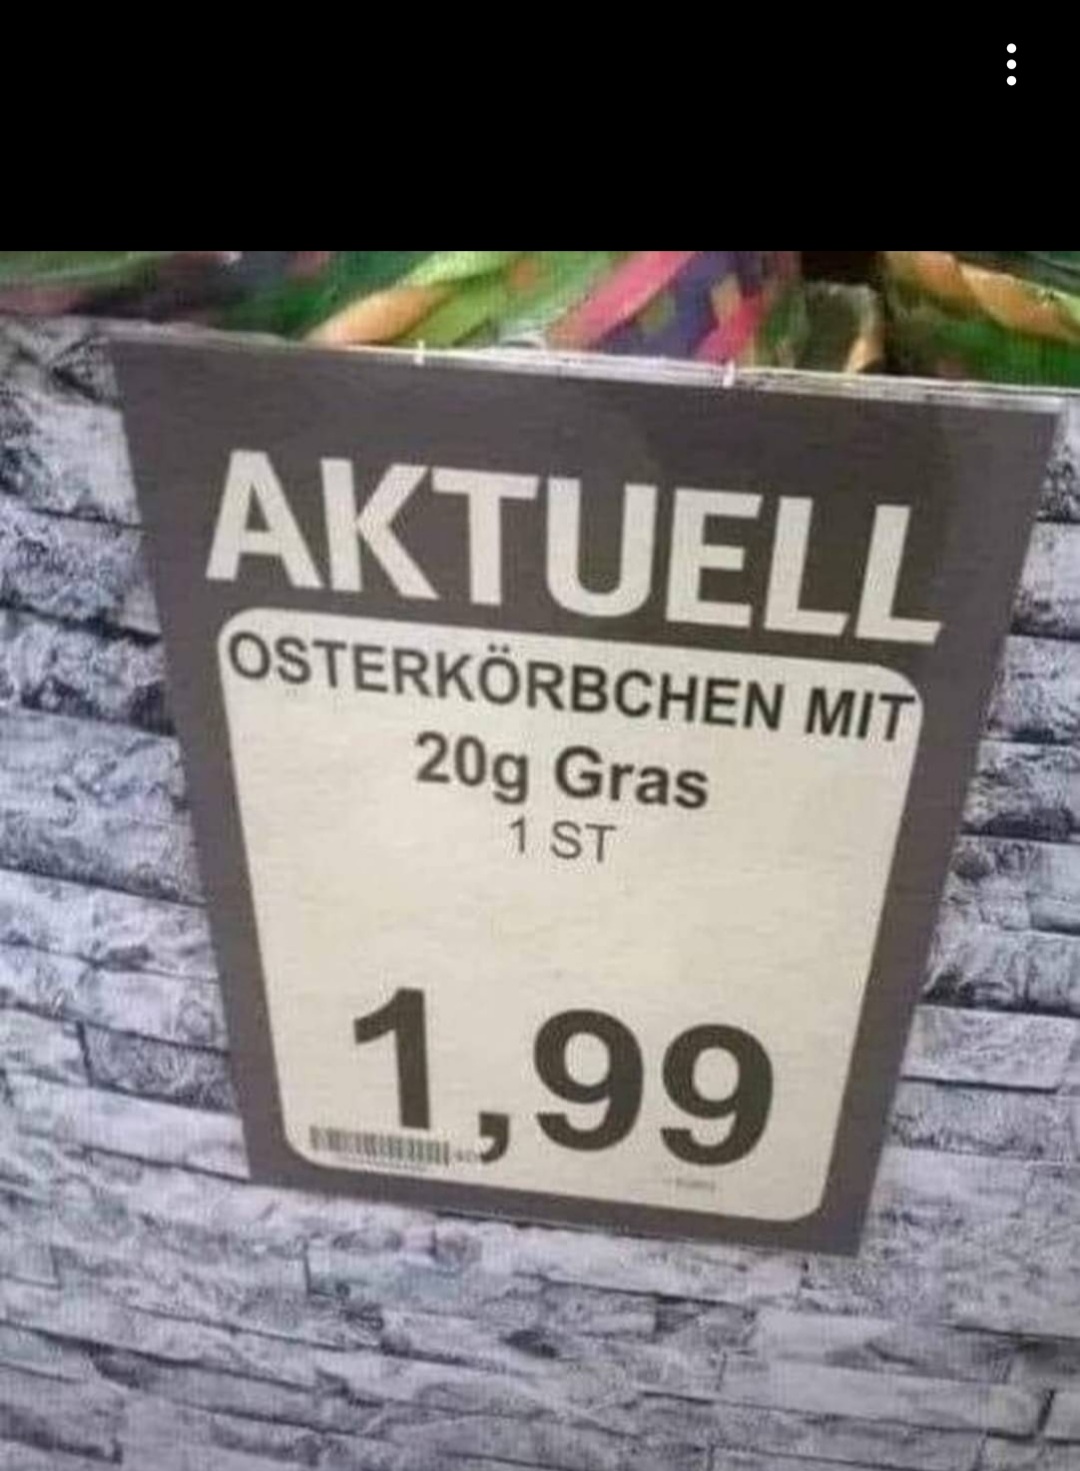 AKTUELL
OSTERKÖRBCHEN MIT
20g Gras
1 ST
1,99